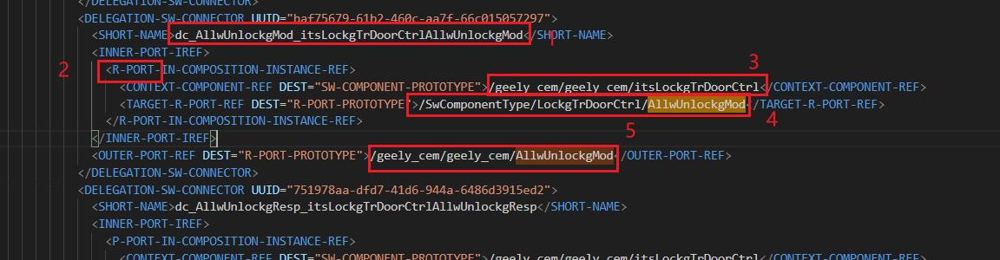 </DELEGATION-SW-CONNECTOR>
<DELEGATION-SW-CONNECTOR UUID="baf75679-61b2-460c-aa7f-66c015057297">
<SHORT-NAME>dc_AllwUnlockgMod_itsLockgTrDoorCtrlAllwUnlockgMod</SHORT-NAME>
1
<INNER-PORT-IREF>
2
<R-PORT-IN-COMPOSITION-INSTANCE-REF>
3
<CONTEXT-COMPONENT-REF DEST="SW-COMPONENT-PROTOTYPE">/geely_cem/geely_cem/itsLockgTrDoorCtrl</CONTEXT-COMPONENT-REF>
<TARGET-R-PORT-REF DEST="R-PORT-PROTOTYPE">/SwComponentType/LockgTrDoorCtrl/AllwUnlockgMod</TARGET-R-PORT-REF>
4
</R-PORT-IN-COMPOSITION-INSTANCE-REF>
5
</INNER-PORT-IREF>
<OUTER-PORT-REF DEST="R-PORT-PROTOTYPE">/geely_cem/geely_cem/AllwUnlockgMod</OUTER-PORT-REF>
</DELEGATION-SW-CONNECTOR>
<DELEGATION-SW-CONNECTOR UUID="751978aa-dfd7-41d6-944a-6486d3915ed2">
<SHORT-NAME>dc_AllwUnlockgResp_itsLockgTrDoorCtrlAllwUnlockgResp</SHORT-NAME>
<INNER-PORT-IREF>
<P-PORT-IN-COMPOSITION-INSTANCE-REF>
<CONTEXT-COMPONENT-REF DEST="SW-COMPONENT-PROTOTYPE">/geely_cem/geely_cem/itsLockgTrDoorCtrl</CONTEXT-COMPONENT-REF>